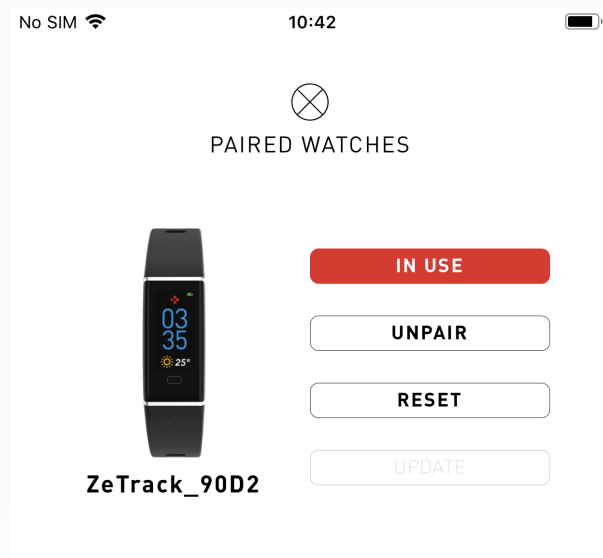 No SIM
10:42
PAIRED WATCHES
03
35
25°
IN USE
UNPAIR
RESET
UPDATE
ZeTrack_90D2